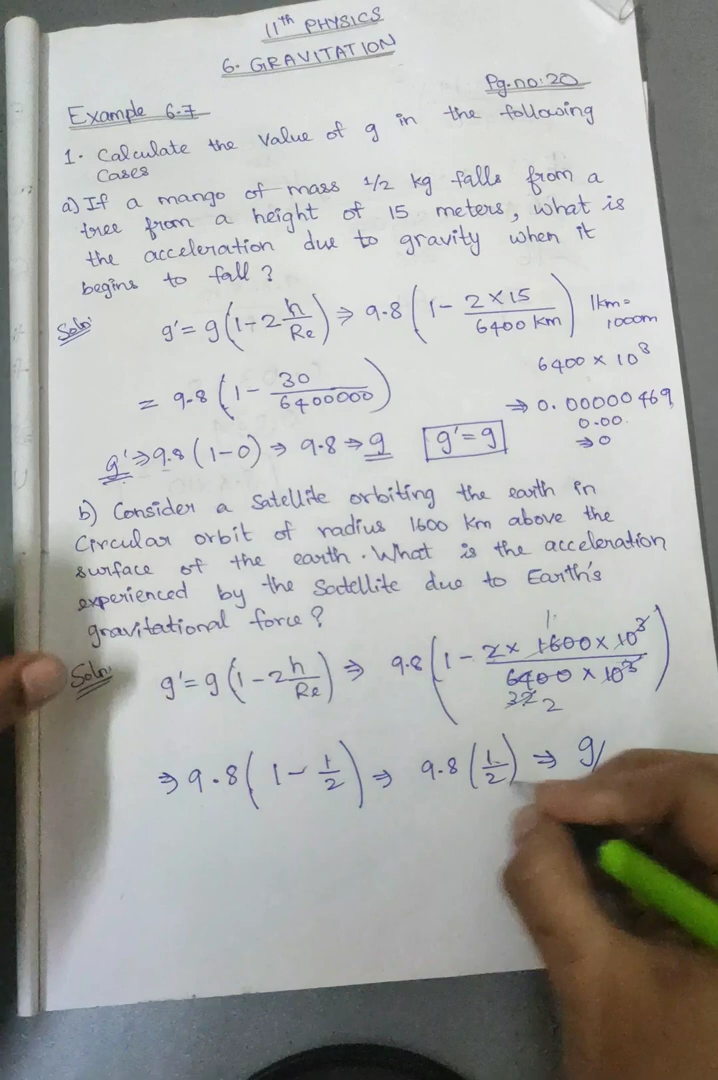 11th PHYSICS
6. GRAVITATION
Pg.no:20
Example 6.7
1. Calculate the value of g in the following
Cases
a) If a mango of mass 1/2 kg falls from a
tree from a height of 15 meters, what is
the acceleration due to gravity when it
begins to fall?
Soln:
g' = g (1-2 h/Re) ⇒ 9.8 (1 - 2×15/6400 km) 1km =
1000m
6400 × 10³
= 9.8 (1 - 30/6400000) ⇒ 0.00000469
0.00
⇒ 0
g' ⇒ 9.8 (1-0) ⇒ 9.8 ⇒ g g' = g
b) Consider a Satellite orbiting the earth in
Circular orbit of radius 1600 km above the
surface of the earth. What is the acceleration
experienced by the Satellite due to Earth's
gravitational force?
Soln:
g' = g (1-2 h/Re) ⇒ 9.8 (1 - 2× 1600 × 10³/6400 × 10³)
1
32 2
⇒ 9.8 (1 - 1/2) ⇒ 9.8 (1/2) ⇒ g/